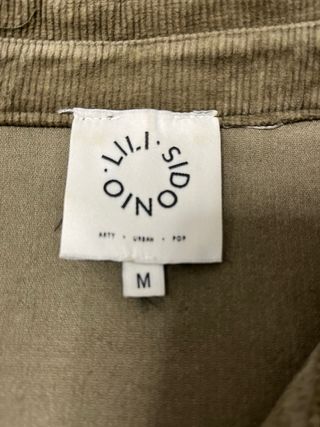 LILI · SIDONIO ·
ARTY · URBAN · POP
M